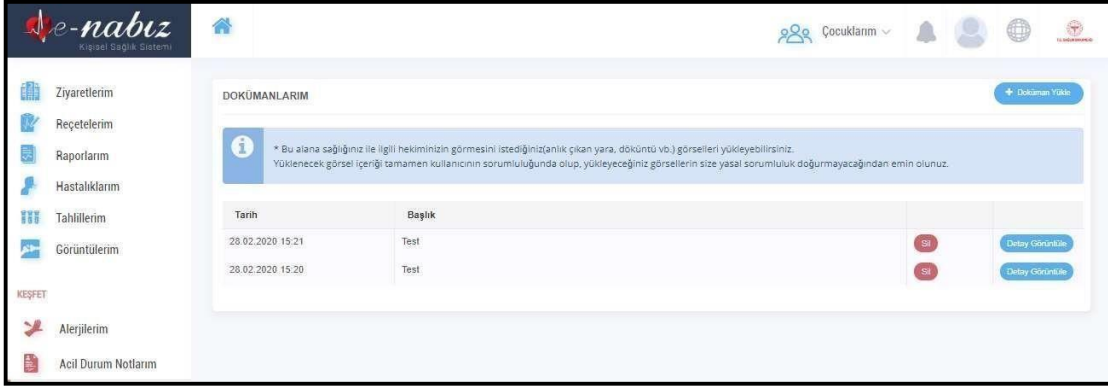 e-nabız
Kişisel Sağlık Sistemi
Çocuklarım
Ziyaretlerim
Reçetelerim
Raporlarım
Hastalıklarım
Tahlillerim
Görüntülerim
KEŞFET
Alerjilerim
Acil Durum Notlarım
DOKÜMANLARIM
+ Doküman Yükle
* Bu alana sağlığınız ile ilgili hekiminizin görmesini istediğiniz(anlık çıkan yara, döküntü vb.) görselleri yükleyebilirsiniz.
Yüklenecek görsel içeriği tamamen kullanıcının sorumluluğunda olup, yükleyeceğiniz görsellerin size yasal sorumluluk doğurmayacağından emin olunuz.
Tarih Başlık
28.02.2020 15:21 Test Sil Detay Görüntüle
28.02.2020 15:20 Test Sil Detay Görüntüle